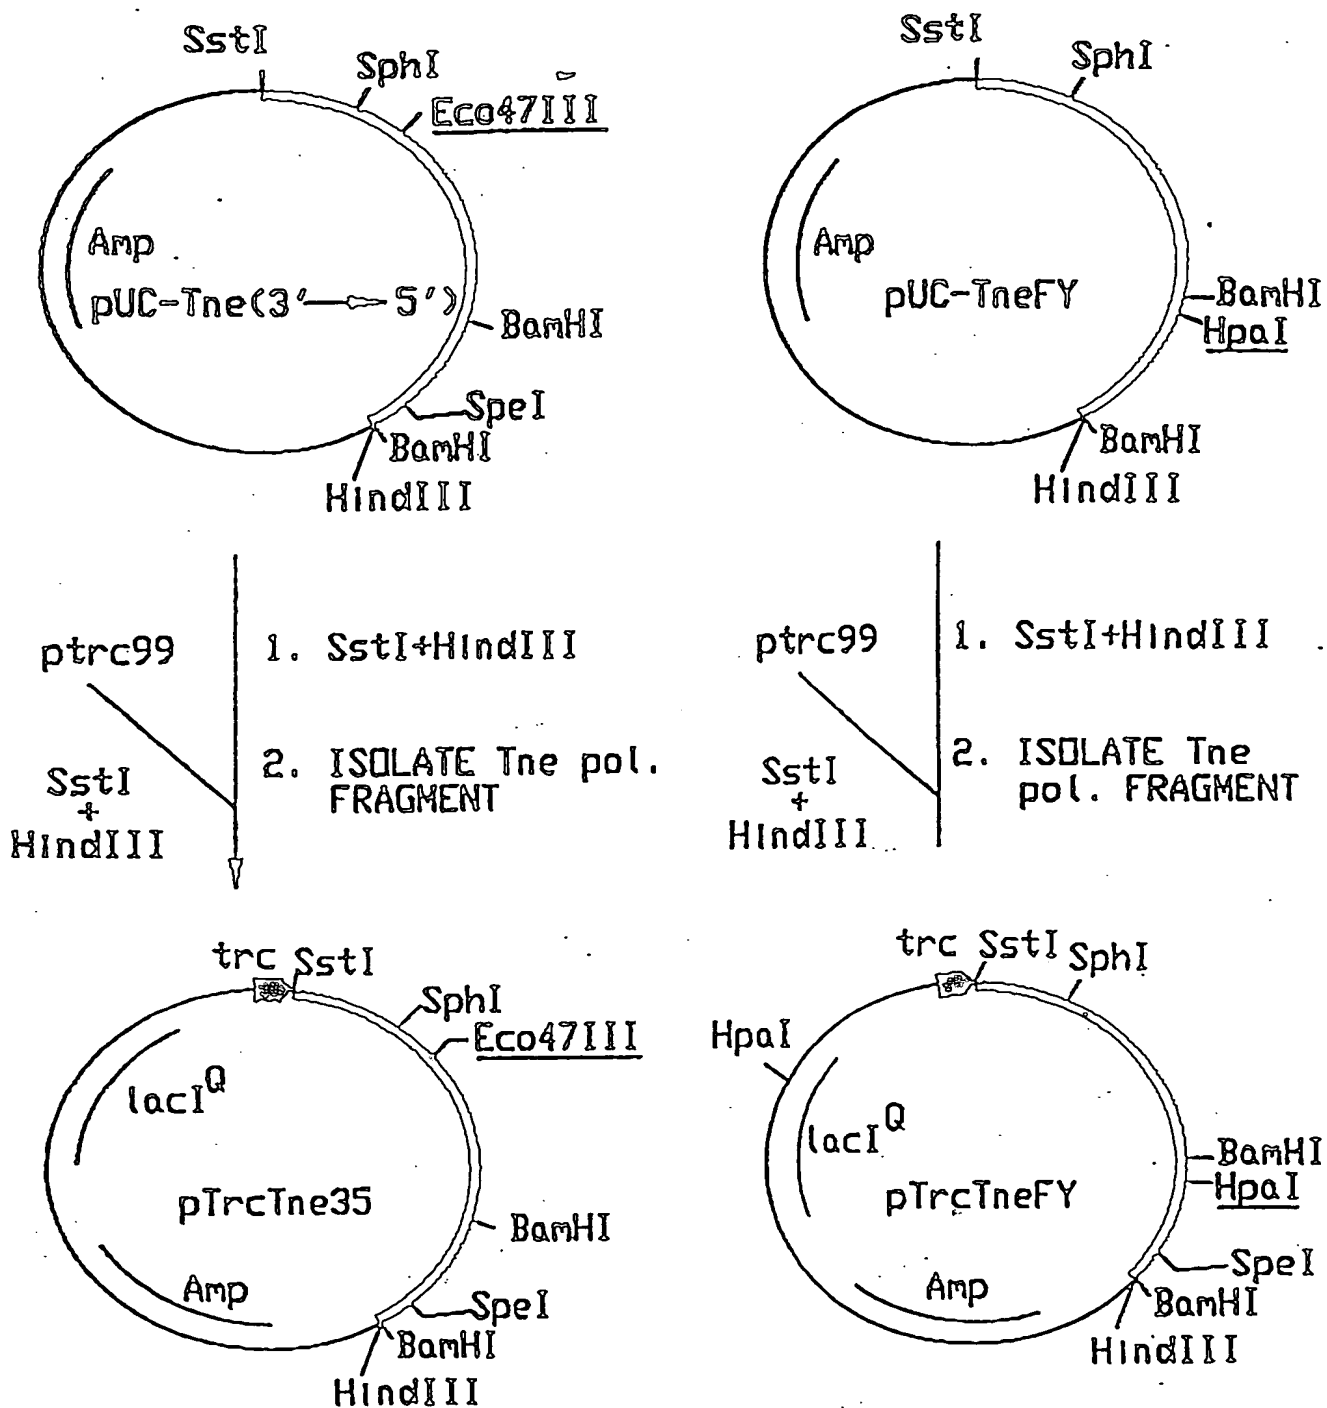 SstI
SphI
Eco47III
Amp
pUC-Tne(3' → 5')
BamHI
SpeI
BamHI
HindIII
SstI
SphI
Amp
pUC-TneFY
BamHI
HpaI
BamHI
HindIII
ptrc99
SstI
+
HindIII
1. SstI+HindIII
2. ISOLATE Tne pol.
FRAGMENT
ptrc99
SstI
+
HindIII
1. SstI+HindIII
2. ISOLATE Tne
pol. FRAGMENT
trc SstI
SphI
Eco47III
lacI^Q
pTrcTne35
BamHI
Amp
SpeI
BamHI
HindIII
trc SstI SphI
HpaI
lacI^Q
pTrcTneFY
BamHI
HpaI
Amp
SpeI
BamHI
HindIII